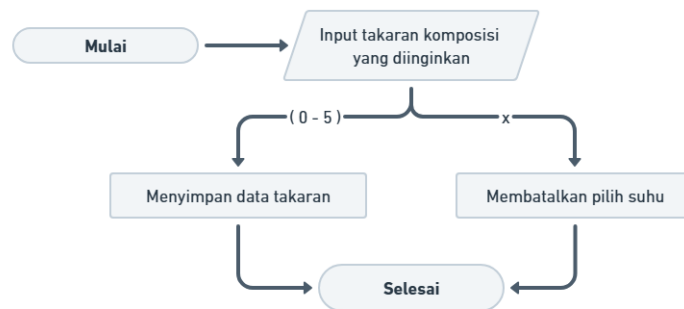 Mulai
Input takaran komposisi
yang diinginkan
( 0 - 5 )
x
Menyimpan data takaran
Membatalkan pilih suhu
Selesai